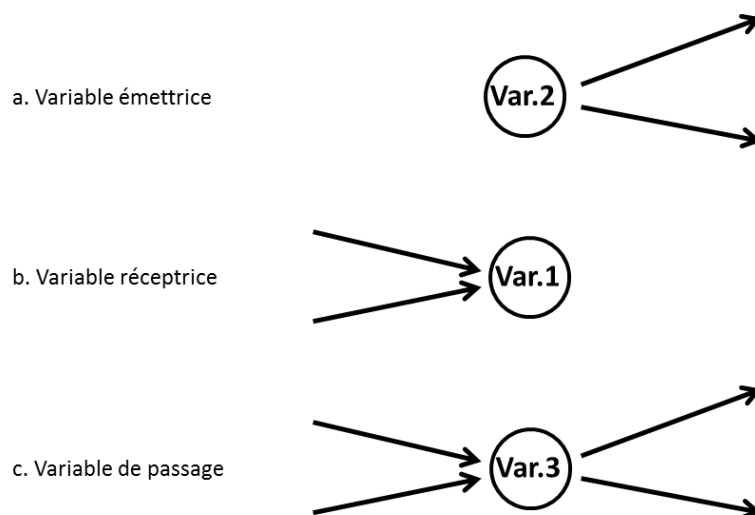 a. Variable émettrice
Var.2
b. Variable réceptrice
Var.1
c. Variable de passage
Var.3